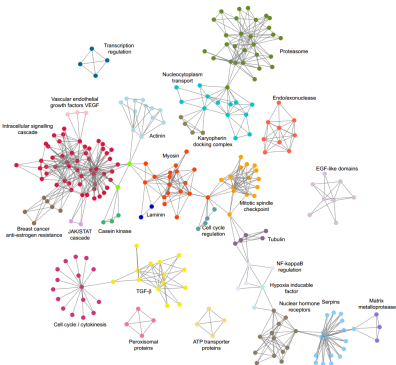 Transcription
regulation
Proteasome
Nucleocytoplasm
transport
Vascular endothelial
growth factors VEGF
Endolexonuclease
Intracellular signalling
cascade
Actinin
Karyopherin
docking complex
Myosin
EGF-like domains
Mitotic spindle
checkpoint
Laminin
Breast cancer
anti-estrogen resistance
JAK/STAT
cascade
Casein kinase
Cell cycle
regulation
Tubulin
NF-kappaB
regulation
TGF-β
Hypoxia inducable
factor
Nuclear hormone
receptors
Serpins
Matrix
metalloprotease
Cell cycle / cytokinesis
Peroxisomal
proteins
ATP transporter
proteins